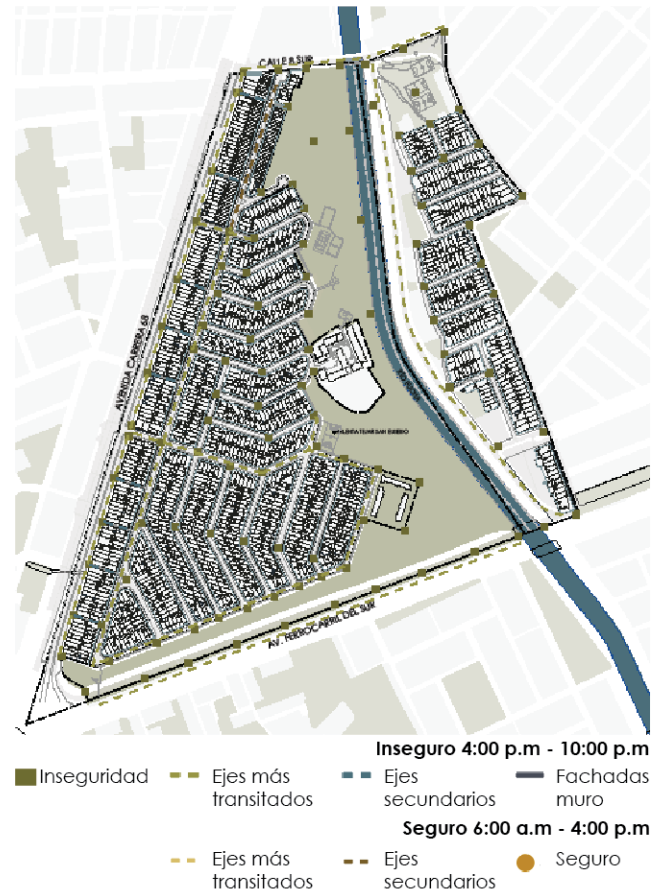 CALLE 8 SUR
AVENIDA CARRERA 68
AV. FERROCARRIL DEL SUR
Inseguro 4:00 p.m - 10:00 p.m
Inseguridad
Ejes más
transitados
Ejes
secundarios
Fachadas
muro
Seguro 6:00 a.m - 4:00 p.m
Ejes más
transitados
Ejes
secundarios
Seguro